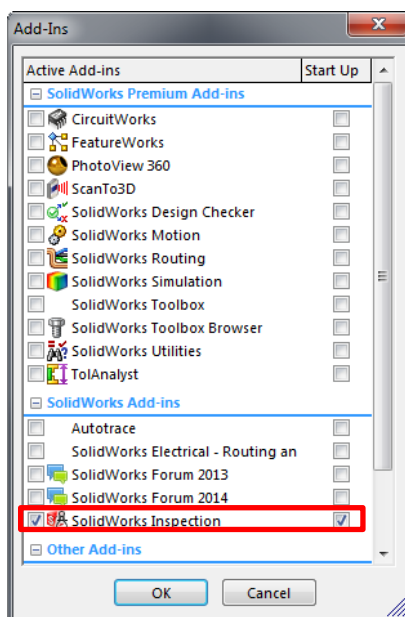 Add-Ins
Active Add-ins Start Up
SolidWorks Premium Add-ins
CircuitWorks
FeatureWorks
PhotoView 360
ScanTo3D
SolidWorks Design Checker
SolidWorks Motion
SolidWorks Routing
SolidWorks Simulation
SolidWorks Toolbox
SolidWorks Toolbox Browser
SolidWorks Utilities
TolAnalyst
SolidWorks Add-ins
Autotrace
SolidWorks Electrical - Routing an
SolidWorks Forum 2013
SolidWorks Forum 2014
SolidWorks Inspection
Other Add-ins
OK Cancel